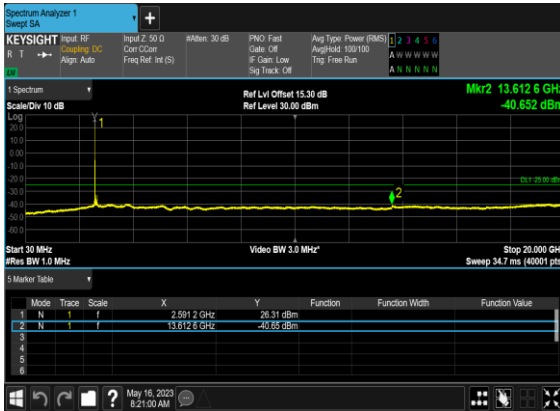 Spectrum Analyzer 1
Swept SA
+
KEYSIGHT Input: RF Input Z: 50 Ω #Atten: 30 dB PNO: Fast Avg Type: Power (RMS) 1 2 3 4 5 6
R T Coupling: DC Corr CCorr Gate: Off Avg|Hold: 100/100 A W W W W W
Align: Auto Freq Ref: Int (S) IF Gain: Low Trig: Free Run
Sig Track: Off A N N N N N
1 Spectrum Ref Lvl Offset 15.30 dB Mkr2 13.612 6 GHz
Scale/Div 10 dB Ref Level 30.00 dBm -40.652 dBm
Log
20.0
10.0
0.00
-10.0
-20.0
-30.0
-40.0
-50.0
-60.0
1
2
DL1 -25.00 dBm
Start 30 MHz Video BW 3.0 MHz* Stop 20.000 GHz
#Res BW 1.0 MHz Sweep 34.7 ms (40001 pts)
5 Marker Table
Mode Trace Scale X Y Function Function Width Function Value
1 N 1 f 2.591 2 GHz 26.31 dBm
2 N 1 f 13.612 6 GHz -40.65 dBm
3
4
5
6
? May 16, 2023
8:21:00 AM